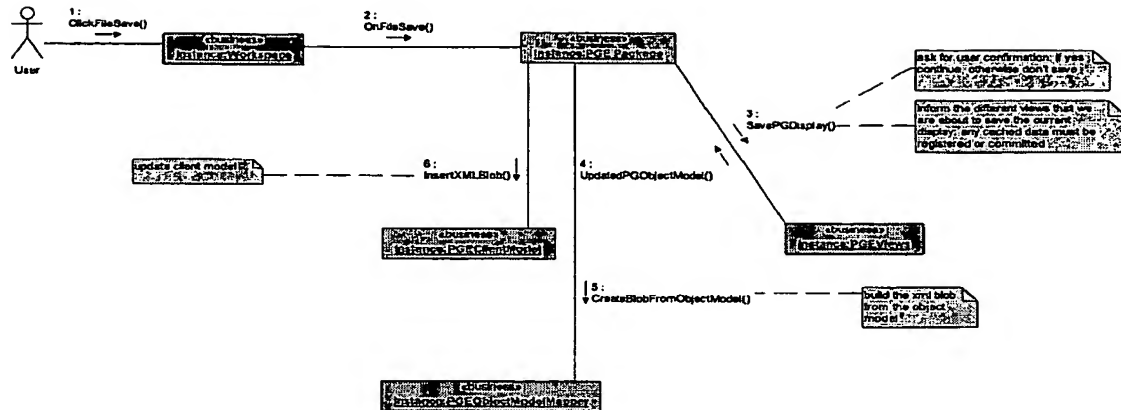 1 :
ClickFileSave()
2 :
OnFileSave()
User
«business»
Instance:Workspace
«business»
Instance:PGE Package
ask for user confirmation; if yes
continue; otherwise don't save
3 :
SavePGDisplay()
inform the different views that we
are about to save the current
display; any cached data must be
registered or committed
update client model
6 :
InsertXMLBlob()
4 :
UpdatedPGObjectModel()
«business»
Instance:PGEClientModel
«business»
Instance:PGEViews
5 :
CreateBlobFromObjectModel()
build the xml blob
from the object
model
«business»
Instance:PGEObjectModelMapper